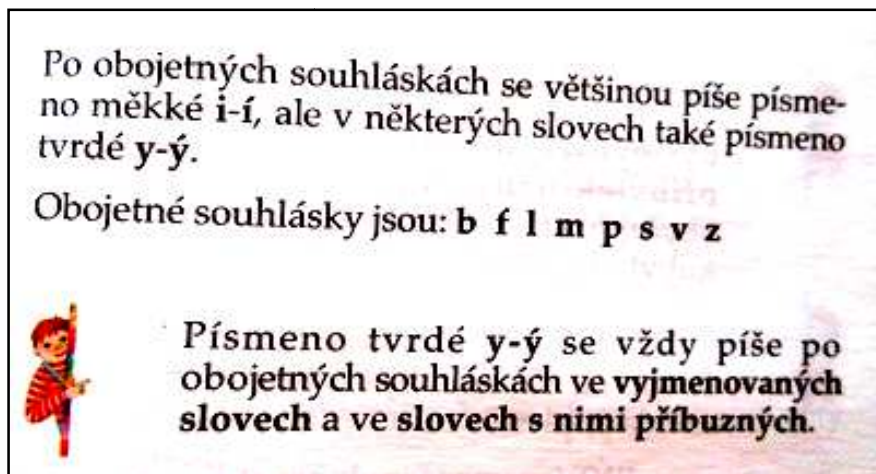 Po obojetných souhláskách se většinou píše písme-
no měkké i-í, ale v některých slovech také písmeno
tvrdé y-ý.
Obojetné souhlásky jsou: b f l m p s v z
Písmeno tvrdé y-ý se vždy píše po
obojetných souhláskách ve vyjmenovaných
slovech a ve slovech s nimi příbuzných.